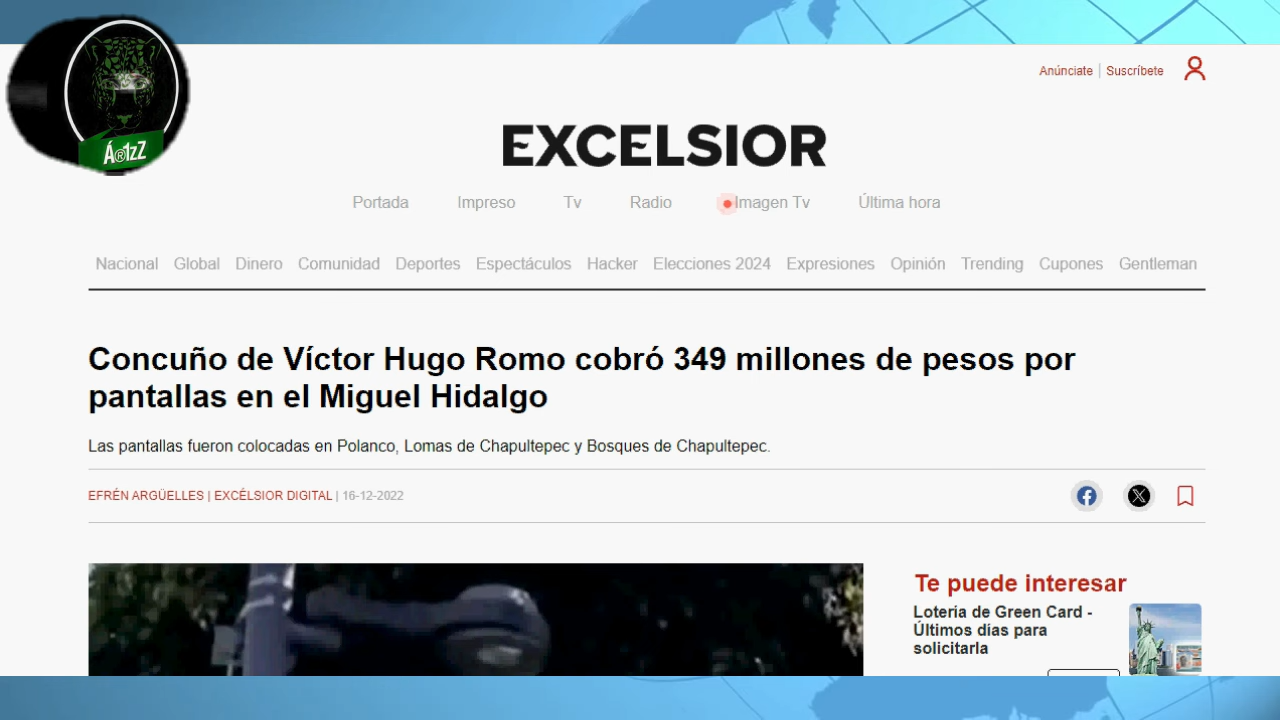 Á®1zZ
Anúnciate | Suscríbete
EXCELSIOR
Portada Impreso Tv Radio Imagen Tv Última hora
Nacional Global Dinero Comunidad Deportes Espectáculos Hacker Elecciones 2024 Expresiones Opinión Trending Cupones Gentleman
Concuño de Víctor Hugo Romo cobró 349 millones de pesos por
pantallas en el Miguel Hidalgo
Las pantallas fueron colocadas en Polanco, Lomas de Chapultepec y Bosques de Chapultepec.
EFRÉN ARGÜELLES | EXCÉLSIOR DIGITAL | 16-12-2022
Te puede interesar
Lotería de Green Card -
Últimos días para
solicitarla